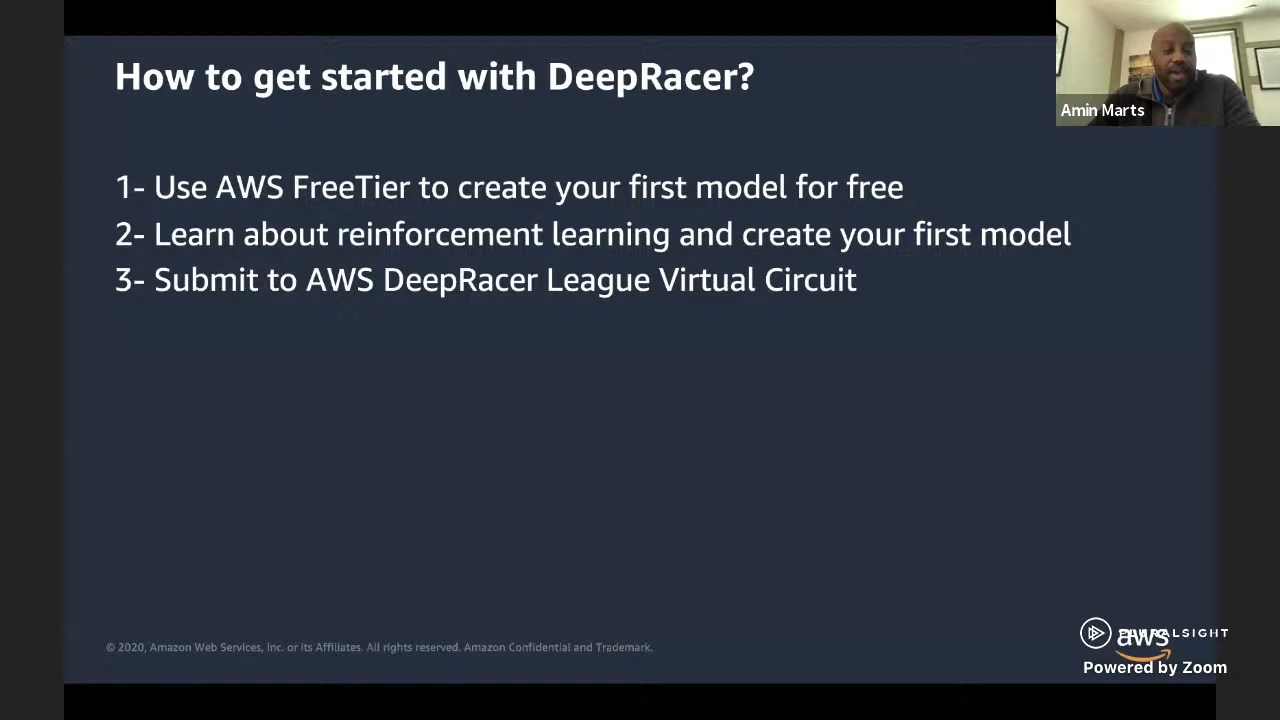 How to get started with DeepRacer?
Amin Marts
1- Use AWS FreeTier to create your first model for free
2- Learn about reinforcement learning and create your first model
3- Submit to AWS DeepRacer League Virtual Circuit
© 2020, Amazon Web Services, Inc. or its Affiliates. All rights reserved. Amazon Confidential and Trademark.
PLURALSIGHT
aws
Powered by Zoom